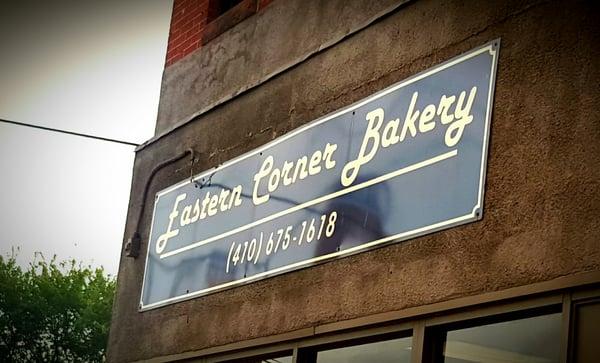 Eastern Corner Bakery
(410) 675-1618